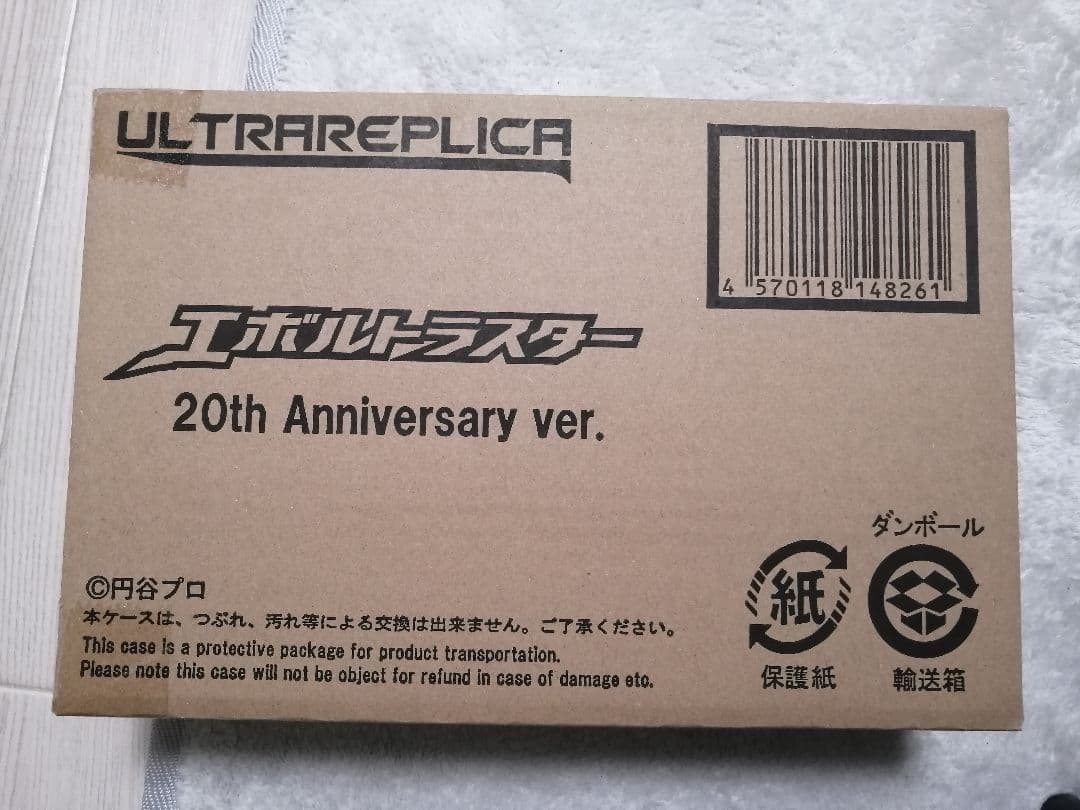 ULTRAREPLICA
4 570118 148261
エボルトラスター
20th Anniversary ver.
ダンボール
紙
保護紙
輸送箱
©円谷プロ
本ケースは、つぶれ、汚れ等による交換は出来ません。ご了承ください。
This case is a protective package for product transportation.
Please note this case will not be object for refund in case of damage etc.